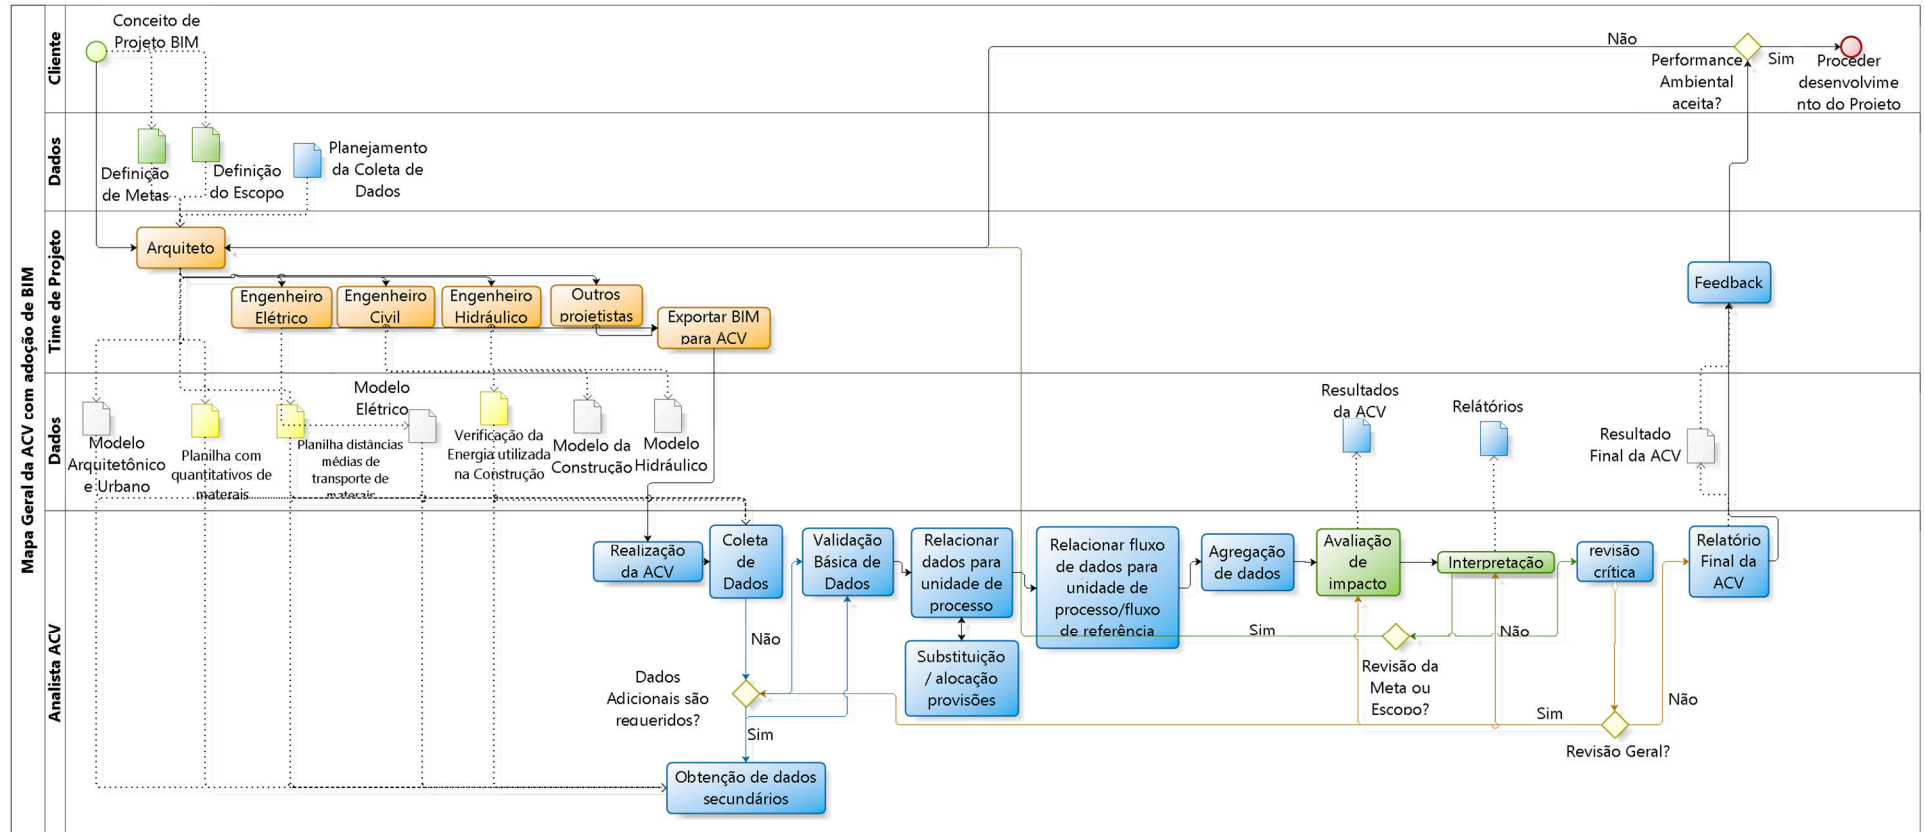 Mapa Geral da ACV com adoção de BIM
Cliente
Conceito de
Projeto BIM
Não
Performance
Ambiental
aceita?
Sim
Proceder
desenvolvime
nto do Projeto
Dados
Definição
de Metas
Definição
do Escopo
Planejamento
da Coleta de
Dados
Time de Projeto
Arquiteto
Engenheiro
Elétrico
Engenheiro
Civil
Engenheiro
Hidráulico
Outros
projetistas
Exportar BIM
para ACV
Feedback
Dados
Modelo
Arquitetônico
e Urbano
Planilha com
quantitativos de
materais
Planilha distâncias
médias de
transporte de
materais
Modelo
Elétrico
Verificação da
Energia utilizada
na Construção
Modelo da
Construção
Modelo
Hidráulico
Resultados
da ACV
Relátórios
Resultado
Final da ACV
Analista ACV
Realização
da ACV
Coleta
de
Dados
Validação
Básica de
Dados
Relacionar
dados para
unidade de
processo
Relacionar fluxo
de dados para
unidade de
processo/fluxo
de referência
Agregação
de dados
Avaliação
de
impacto
Interpretação
revisão
crítica
Relatório
Final da
ACV
Substituição
/ alocação
provisões
Não
Dados
Adicionais são
requeridos?
Sim
Obtenção de dados
secundários
Sim
Não
Revisão da
Meta ou
Escopo?
Sim
Não
Revisão Geral?